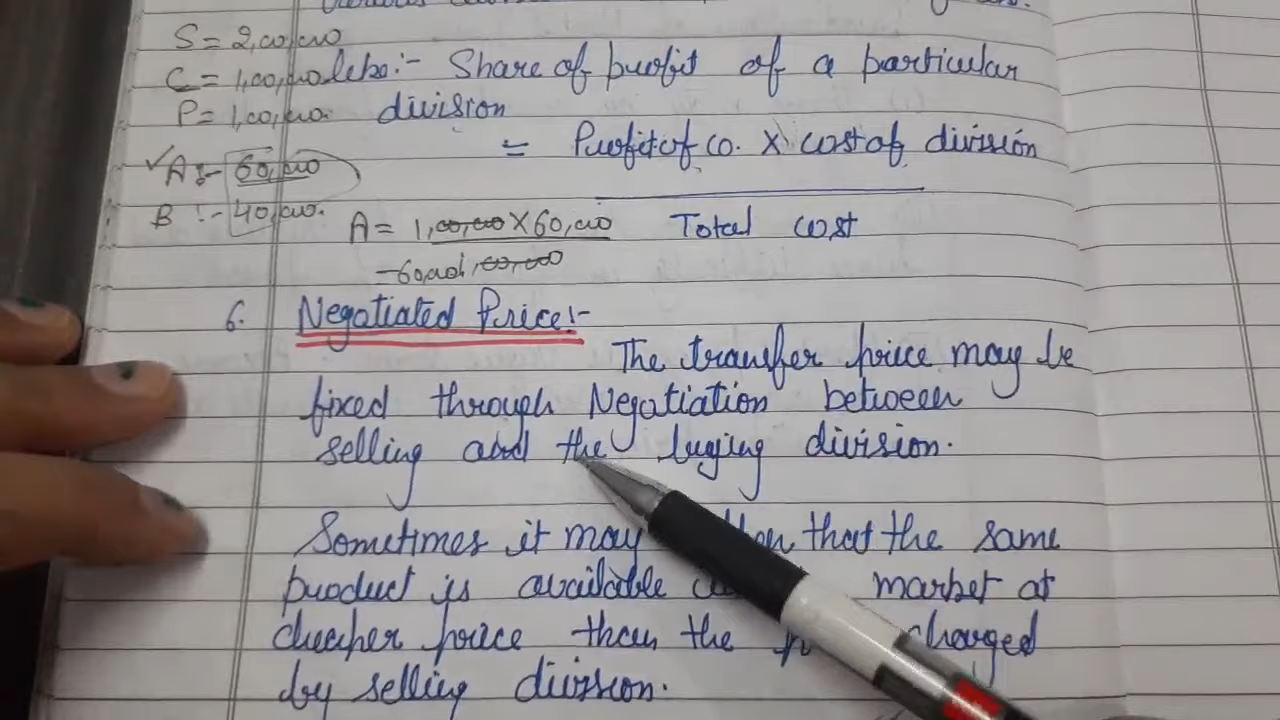 S = 2,00,000
C = 1,00,000
P = 1,00,000.
✓A :- 60,000
B :- 40,000.
Share of profit of a particular
division
= Profit of co. X cost of division
Total cost
A = 1,00,000 X 60,000
1,00,000
6. Negotiated Price:-
The transfer price may be
fixed through Negotiation between
selling and the buying division.
Sometimes it may that the same
product is available market at
cheaper price than the charged
by selling division.